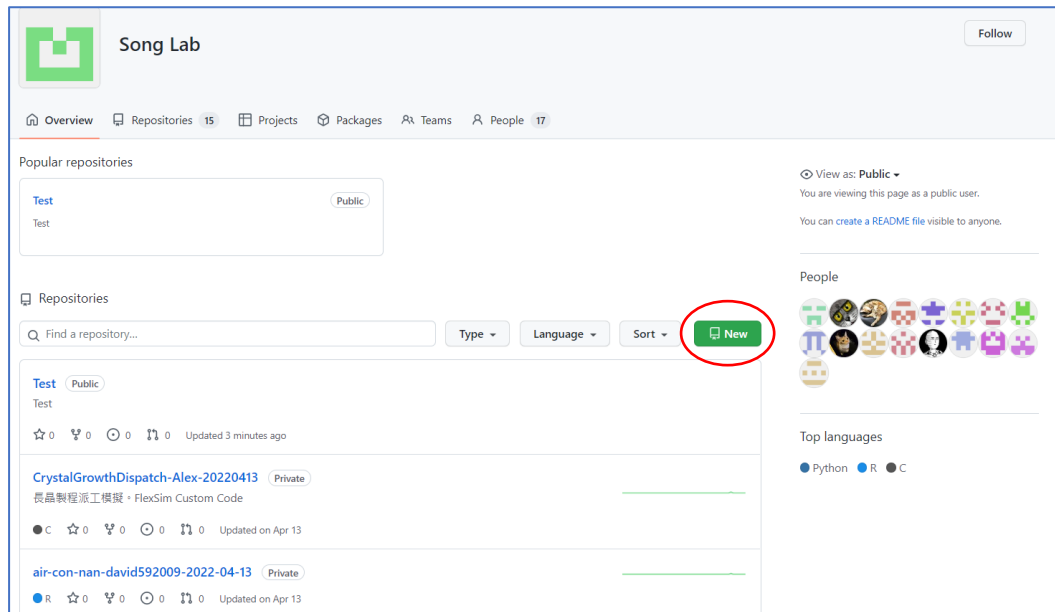 Song Lab
Follow
Overview Repositories 15 Projects Packages Teams People 17
Popular repositories
Test Public
Test
View as: Public
You are viewing this page as a public user.
You can create a README file visible to anyone.
People
Repositories
Find a repository... Type Language Sort New
Test Public
Test
0 0 0 0 Updated 3 minutes ago
Top languages
Python R C
CrystalGrowthDispatch-Alex-20220413 Private
長晶製程派工模擬。FlexSim Custom Code
C 0 0 0 0 Updated on Apr 13
air-con-nan-david592009-2022-04-13 Private
R 0 0 0 0 Updated on Apr 13